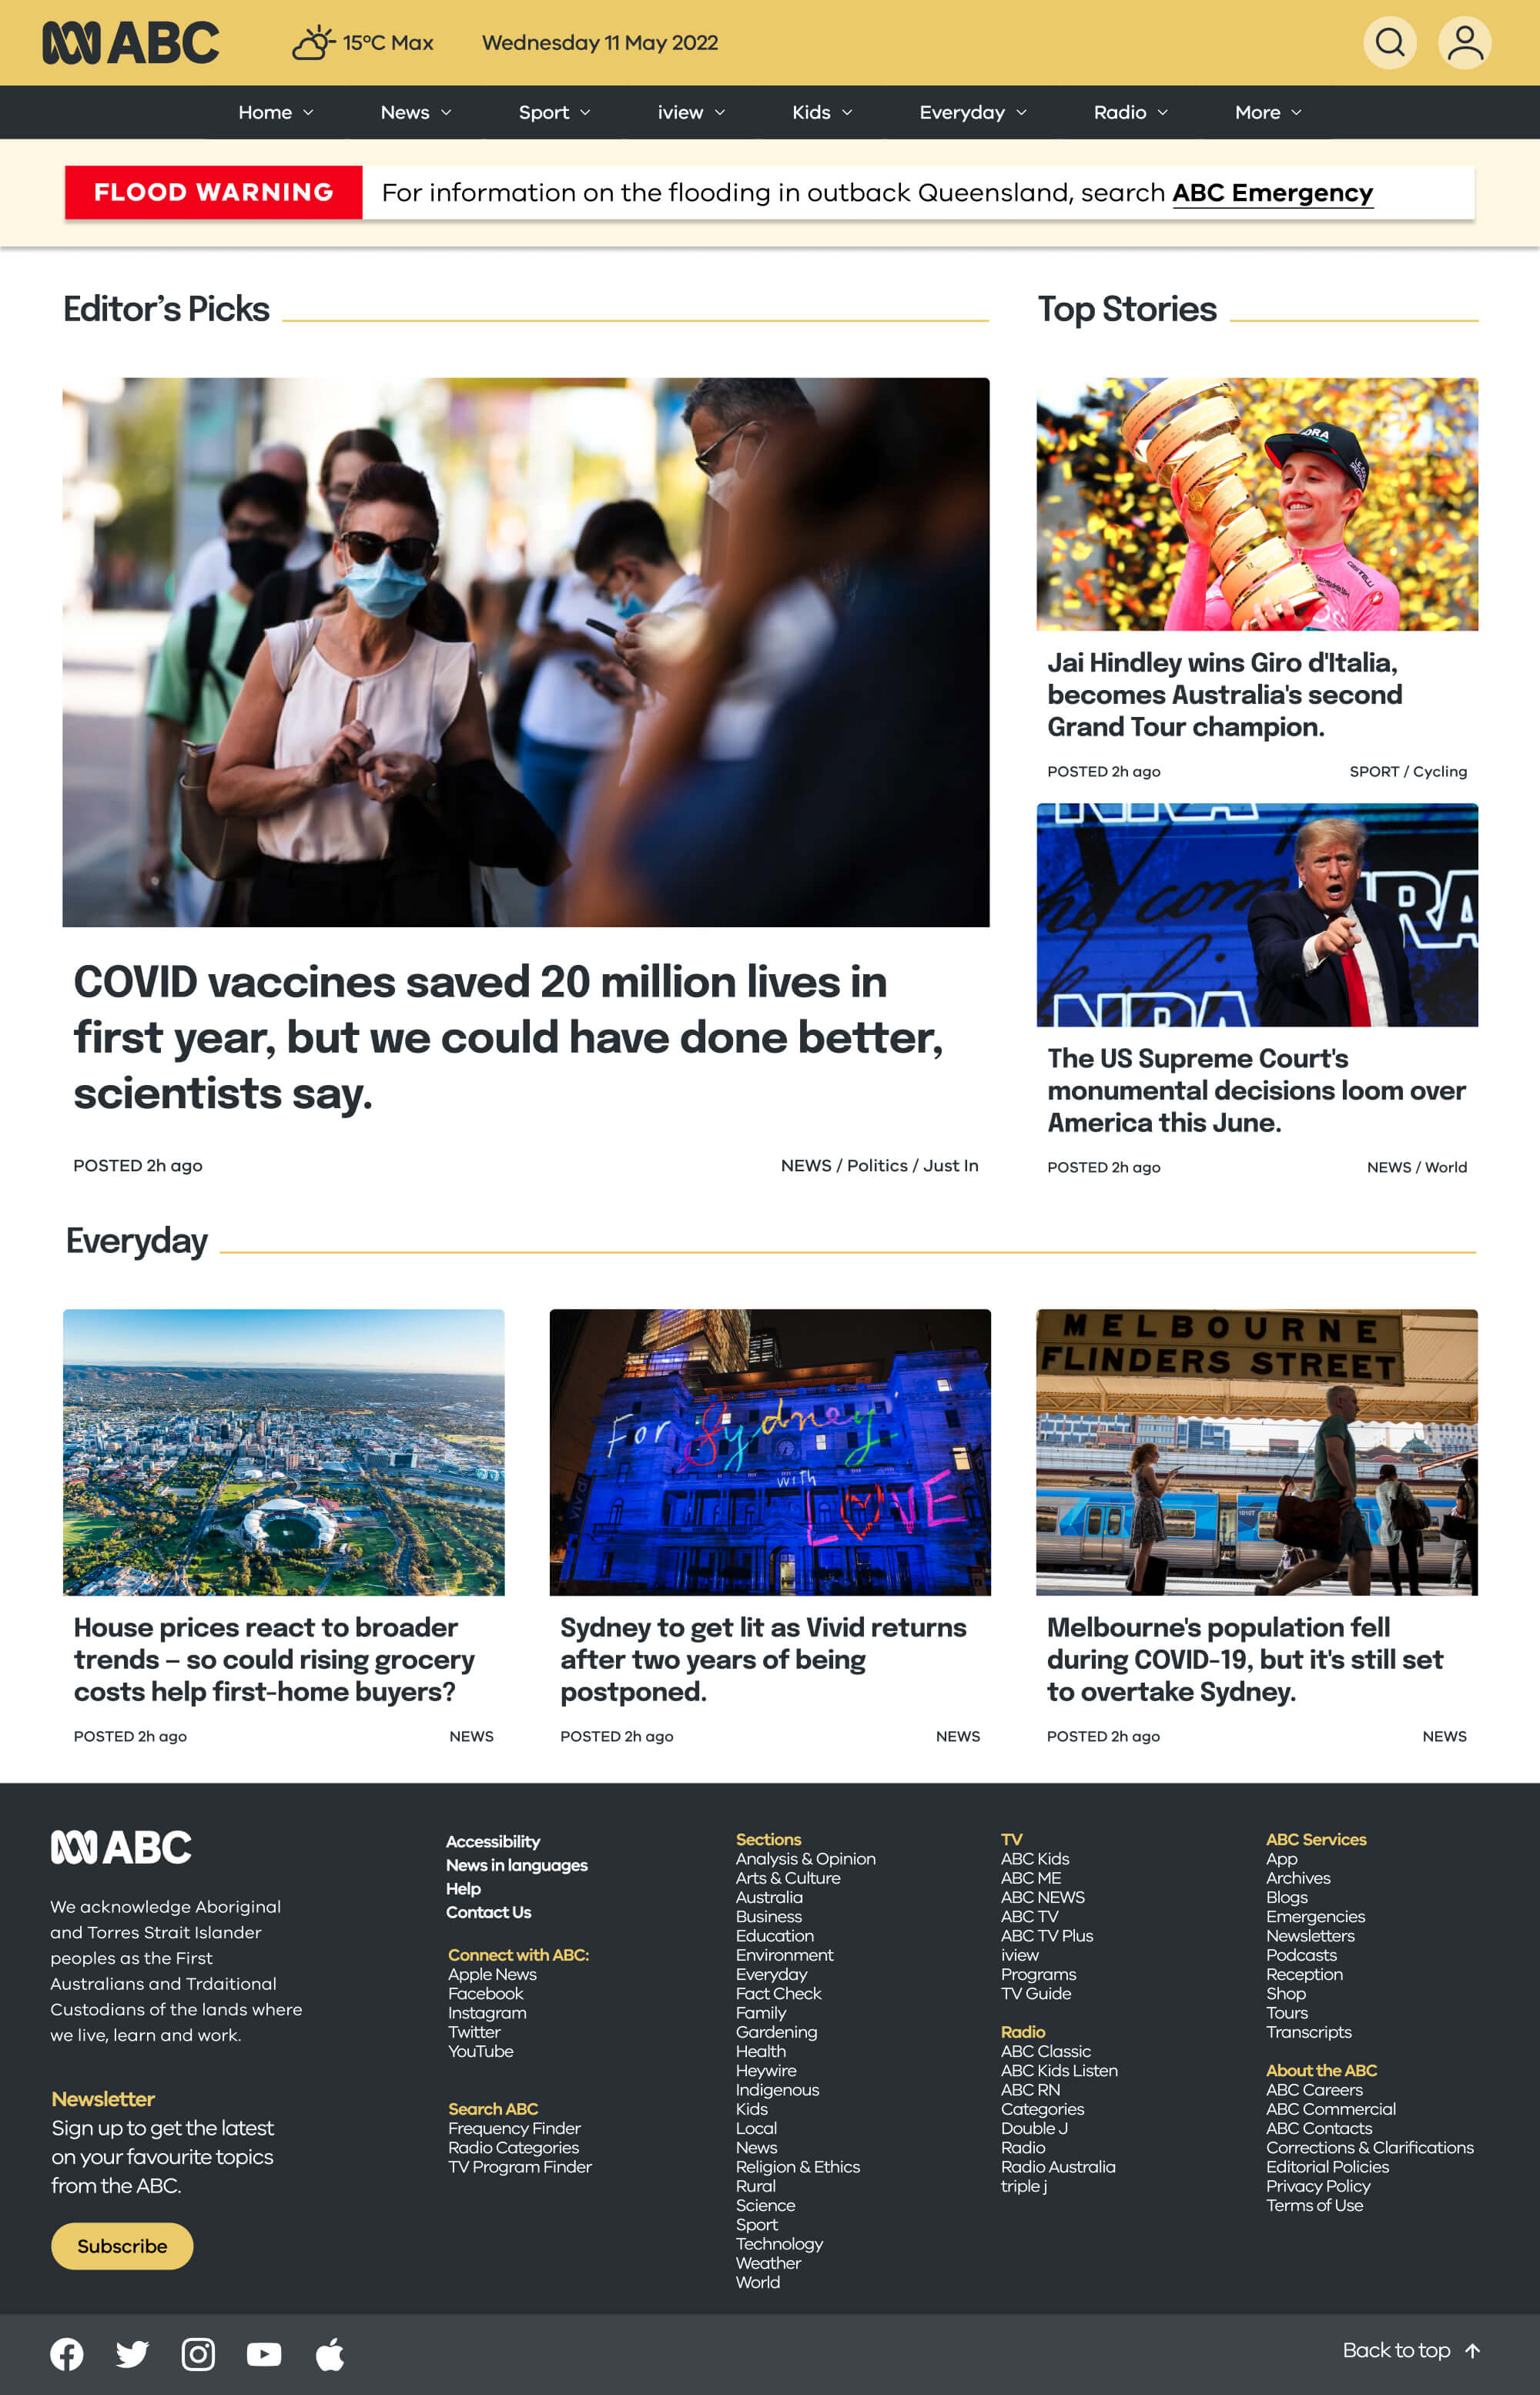 ABC
15°C Max
Wednesday 11 May 2022
Home
News
Sport
iview
Kids
Everyday
Radio
More
FLOOD WARNING
For information on the flooding in outback Queensland, search ABC Emergency
Editor’s Picks
COVID vaccines saved 20 million lives in
first year, but we could have done better,
scientists say.
POSTED 2h ago
NEWS / Politics / Just In
Top Stories
ORA
CASTELLI
Jai Hindley wins Giro d'Italia,
becomes Australia's second
Grand Tour champion.
POSTED 2h ago
SPORT / Cycling
The US Supreme Court's
monumental decisions loom over
America this June.
POSTED 2h ago
NEWS / World
Everyday
House prices react to broader
trends – so could rising grocery
costs help first-home buyers?
POSTED 2h ago
NEWS
For Sydney
with
LOVE
Sydney to get lit as Vivid returns
after two years of being
postponed.
POSTED 2h ago
NEWS
MELBOURNE
FLINDERS STREET
Melbourne's population fell
during COVID-19, but it's still set
to overtake Sydney.
POSTED 2h ago
NEWS
ABC
We acknowledge Aboriginal
and Torres Strait Islander
peoples as the First
Australians and Trdaitional
Custodians of the lands where
we live, learn and work.
Newsletter
Sign up to get the latest
on your favourite topics
from the ABC.
Subscribe
Accessibility
News in languages
Help
Contact Us
Connect with ABC:
Apple News
Facebook
Instagram
Twitter
YouTube
Search ABC
Frequency Finder
Radio Categories
TV Program Finder
Sections
Analysis & Opinion
Arts & Culture
Australia
Business
Education
Environment
Everyday
Fact Check
Family
Gardening
Health
Heywire
Indigenous
Kids
Local
News
Religion & Ethics
Rural
Science
Sport
Technology
Weather
World
TV
ABC Kids
ABC ME
ABC NEWS
ABC TV
ABC TV Plus
iview
Programs
TV Guide
Radio
ABC Classic
ABC Kids Listen
ABC RN
Categories
Double J
Radio
Radio Australia
triple j
ABC Services
App
Archives
Blogs
Emergencies
Newsletters
Podcasts
Reception
Shop
Tours
Transcripts
About the ABC
ABC Careers
ABC Commercial
ABC Contacts
Corrections & Clarifications
Editorial Policies
Privacy Policy
Terms of Use
Back to top